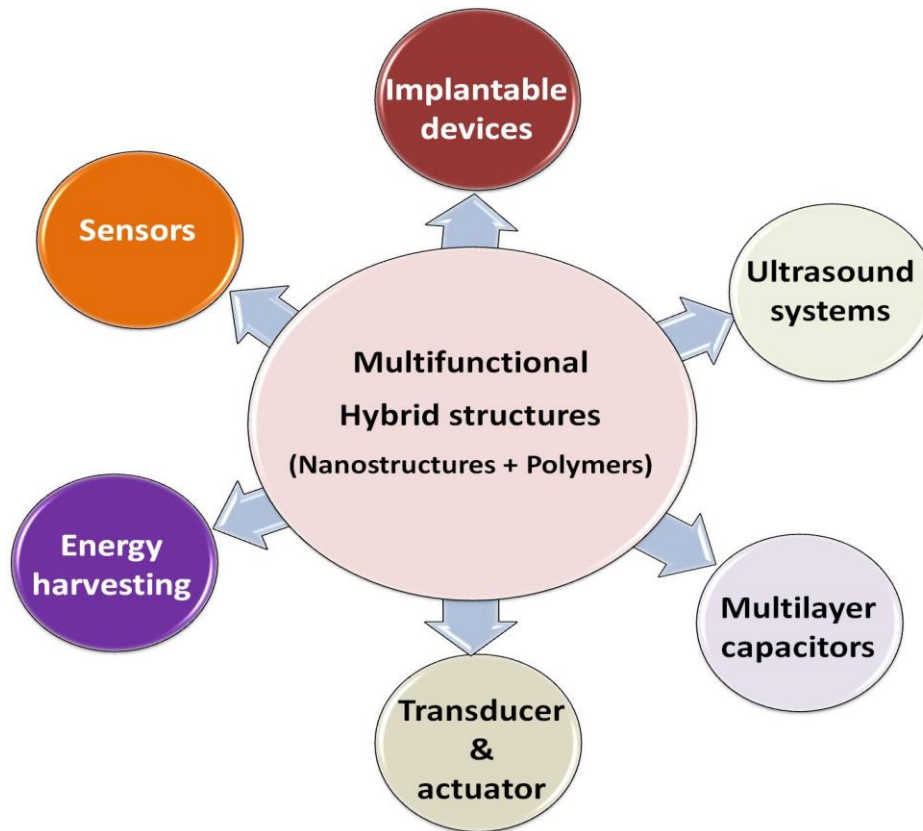 Implantable
devices
Sensors
Ultrasound
systems
Multifunctional
Hybrid structures
(Nanostructures + Polymers)
Energy
harvesting
Multilayer
capacitors
Transducer
&
actuator